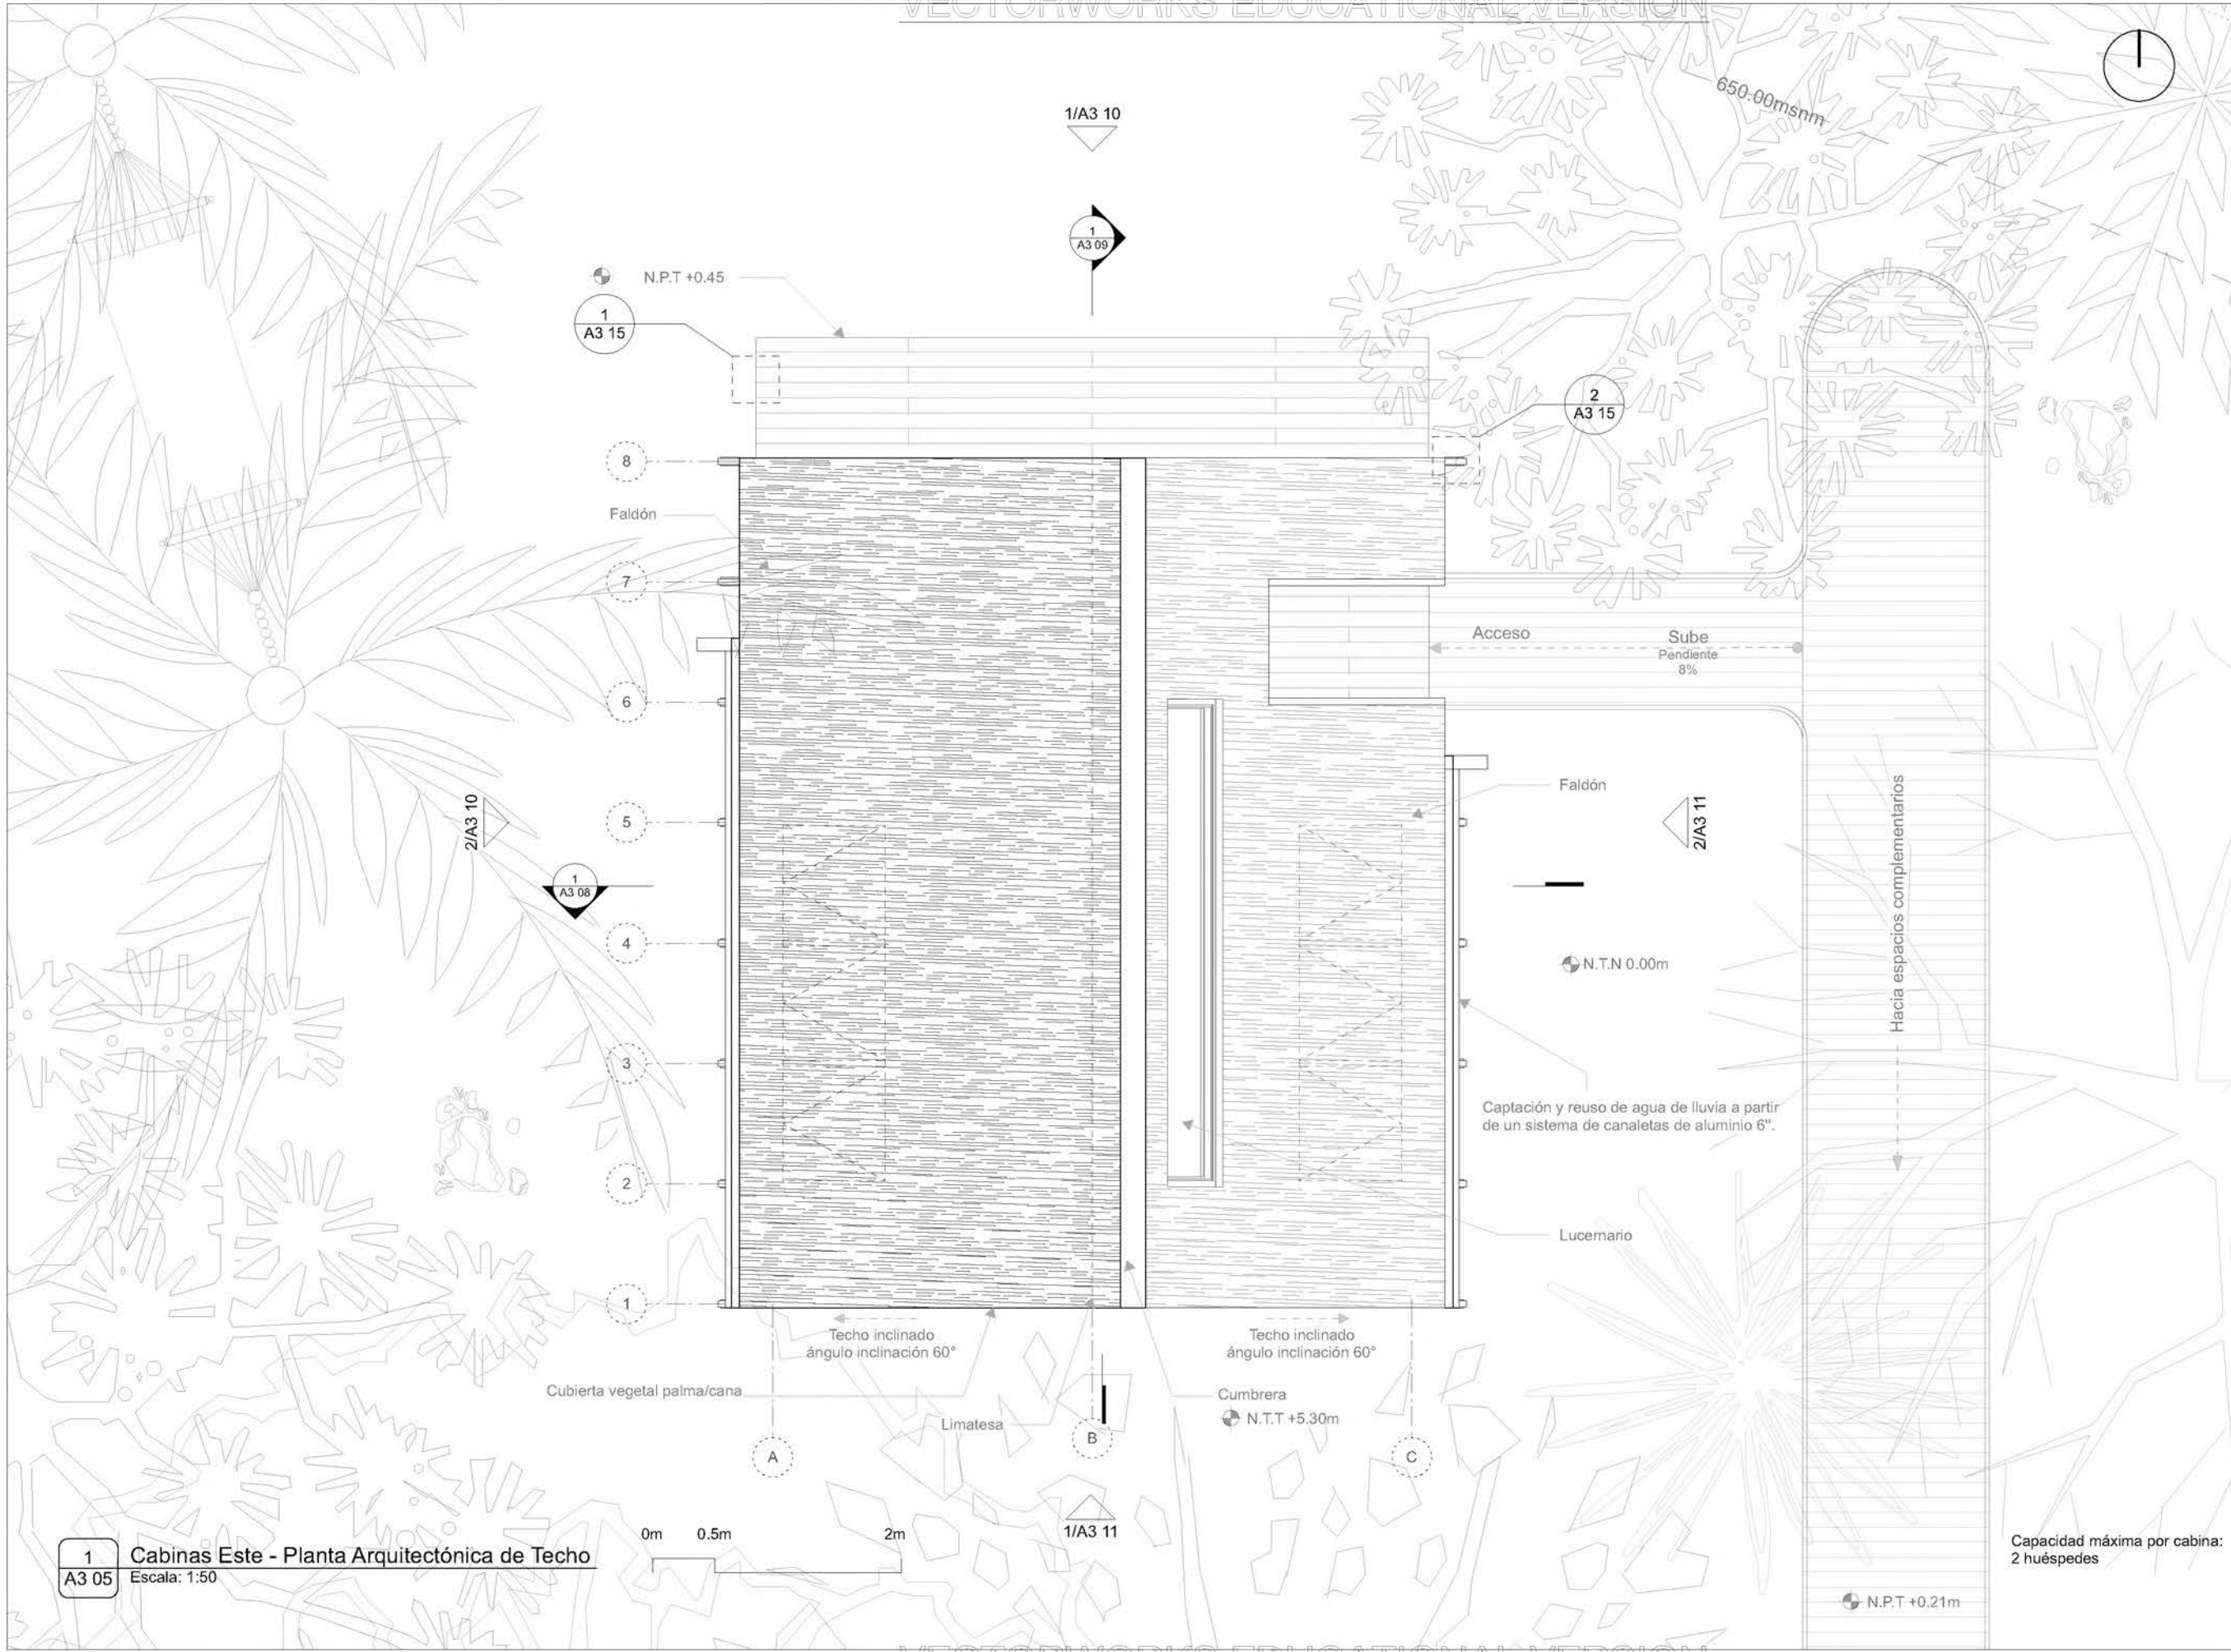 VECTORWORKS EDUCATIONAL VERSION
650.00msnm
1/A3 10
1
A3 09
N.P.T +0.45
1
A3 15
2
A3 15
8
Faldón
7
Acceso
Sube
Pendiente
8%
6
Faldón
5
2/A3 10
2/A3 11
Hacia espacios complementarios
1
A3 08
4
N.T.N 0.00m
3
Captación y reuso de agua de lluvia a partir
de un sistema de canaletas de aluminio 6".
2
Lucernario
1
Techo inclinado
ángulo inclinación 60°
Techo inclinado
ángulo inclinación 60°
Cubierta vegetal palma/cana
Limatesa
Cumbrera
N.T.T +5.30m
A
B
C
1/A3 11
0m 0.5m 2m
1
A3 05
Cabinas Este - Planta Arquitectónica de Techo
Escala: 1:50
Capacidad máxima por cabina:
2 huéspedes
N.P.T +0.21m
VECTORWORKS EDUCATIONAL VERSION